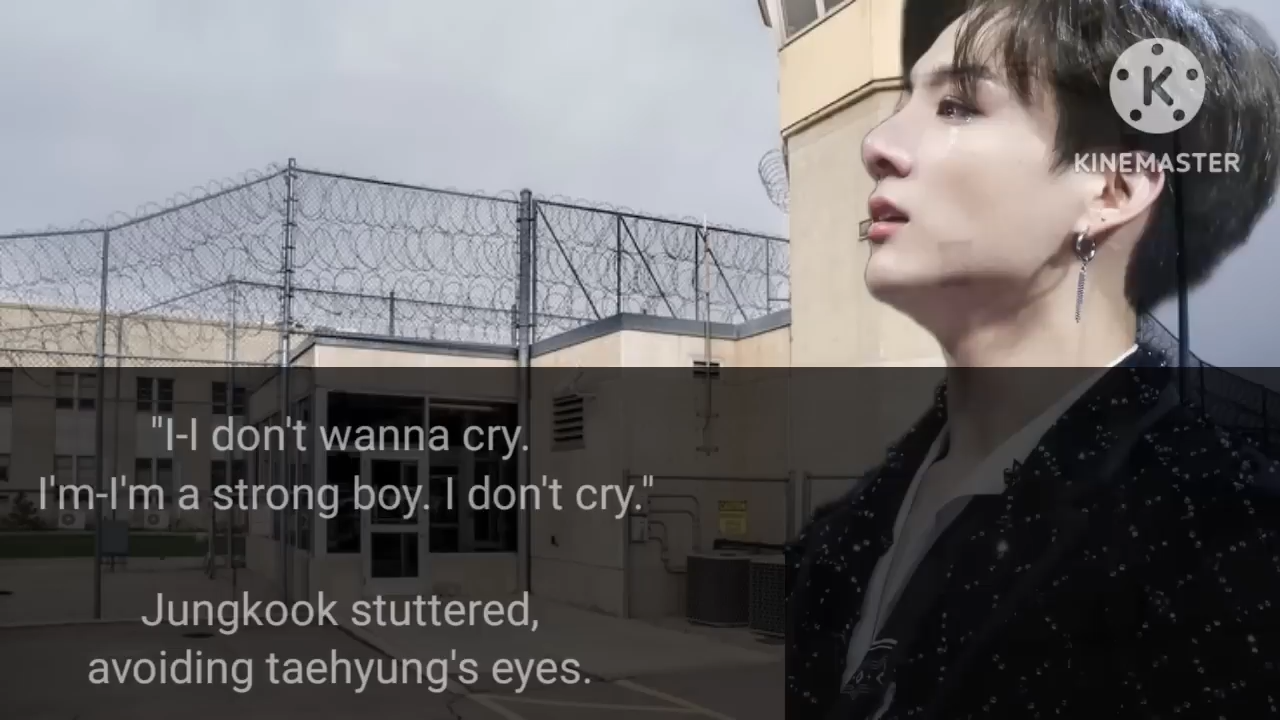 K
KINEMASTER
"I-I don't wanna cry.
I'm-I'm a strong boy. I don't cry."
Jungkook stuttered,
avoiding taehyung's eyes.